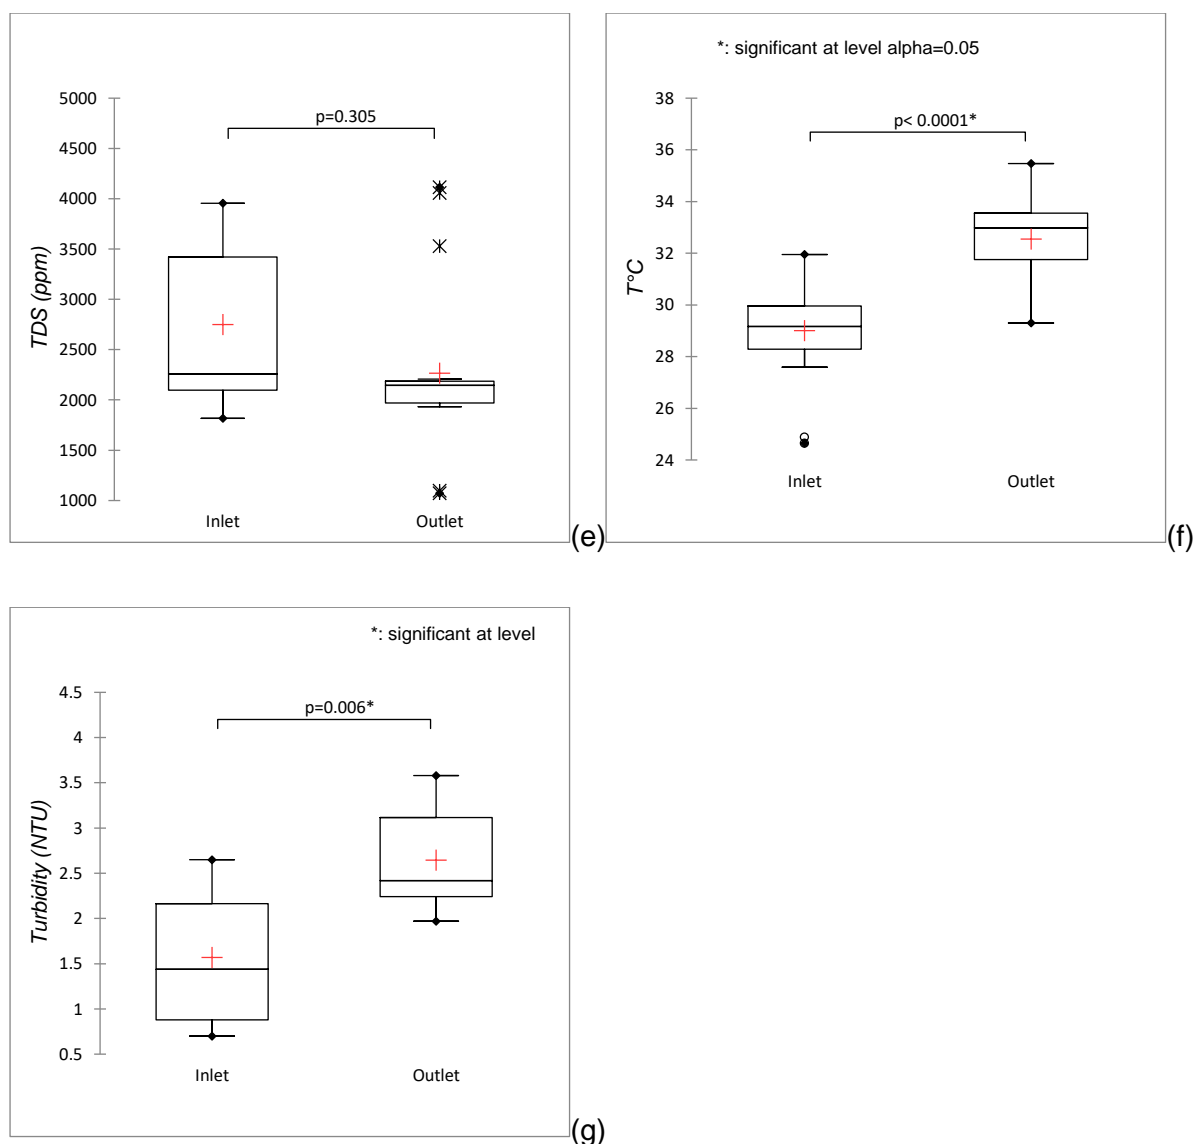 *: significant at level alpha=0.05
5000
4500
4000
3500
3000
2500
2000
1500
1000
TDS (ppm)
p=0.305
Inlet Outlet
(e)
38
36
34
32
30
28
26
24
T°C
p< 0.0001*
Inlet Outlet
(f)
*: significant at level
4.5
4
3.5
3
2.5
2
1.5
1
0.5
Turbidity (NTU)
p=0.006*
Inlet Outlet
(g)